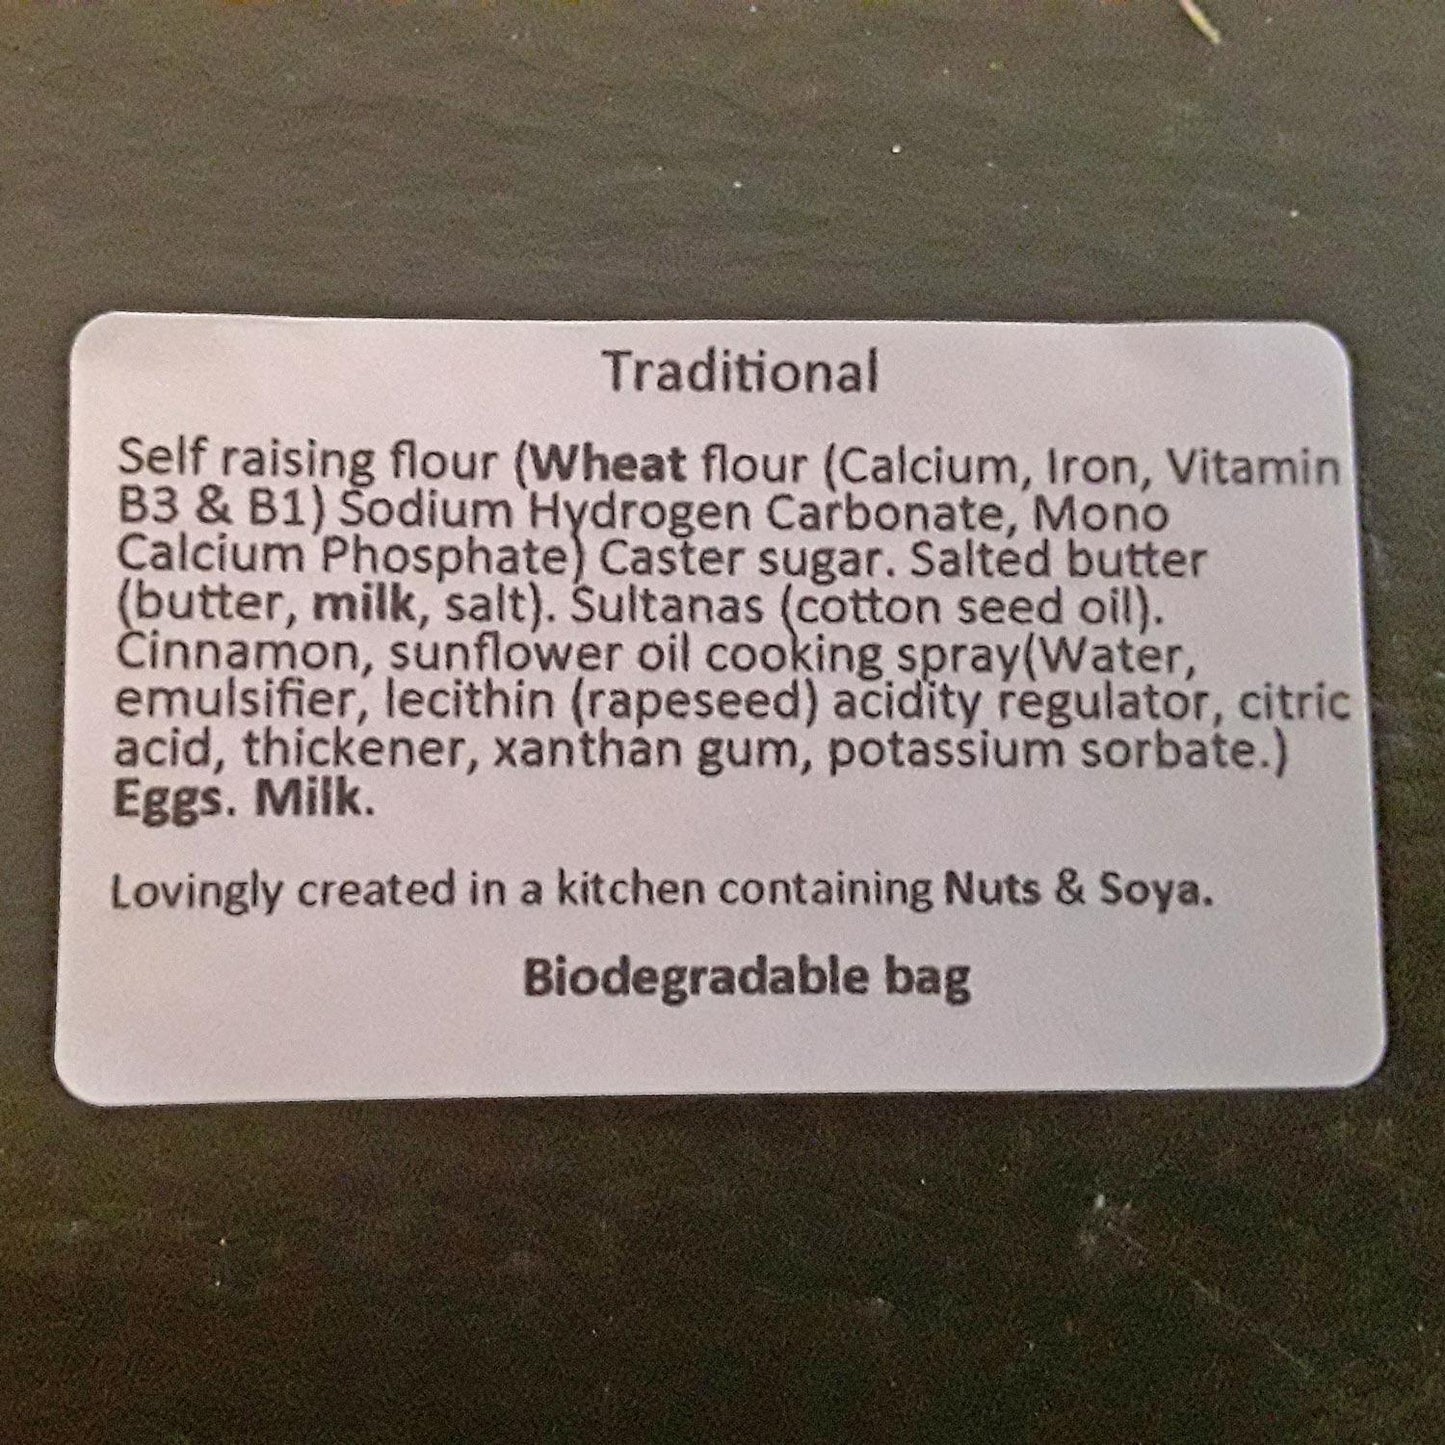 Traditional
Self raising flour (Wheat flour (Calcium, Iron, Vitamin
B3 & B1) Sodium Hydrogen Carbonate, Mono
Calcium Phosphate) Caster sugar. Salted butter
(butter, milk, salt). Sultanas (cotton seed oil).
Cinnamon, sunflower oil cooking spray(Water,
emulsifier, lecithin (rapeseed) acidity regulator, citric
acid, thickener, xanthan gum, potassium sorbate.)
Eggs. Milk.
Lovingly created in a kitchen containing Nuts & Soya.
Biodegradable bag